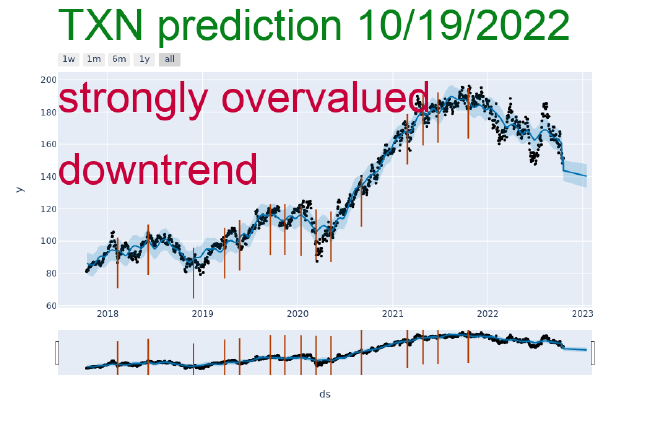 TXN prediction 10/19/2022
1w 1m 6m 1y all
200
strongly overvalued
180
160
downtrend
140
y
120
100
80
60
2018 2019 2020 2021 2022 2023
ds